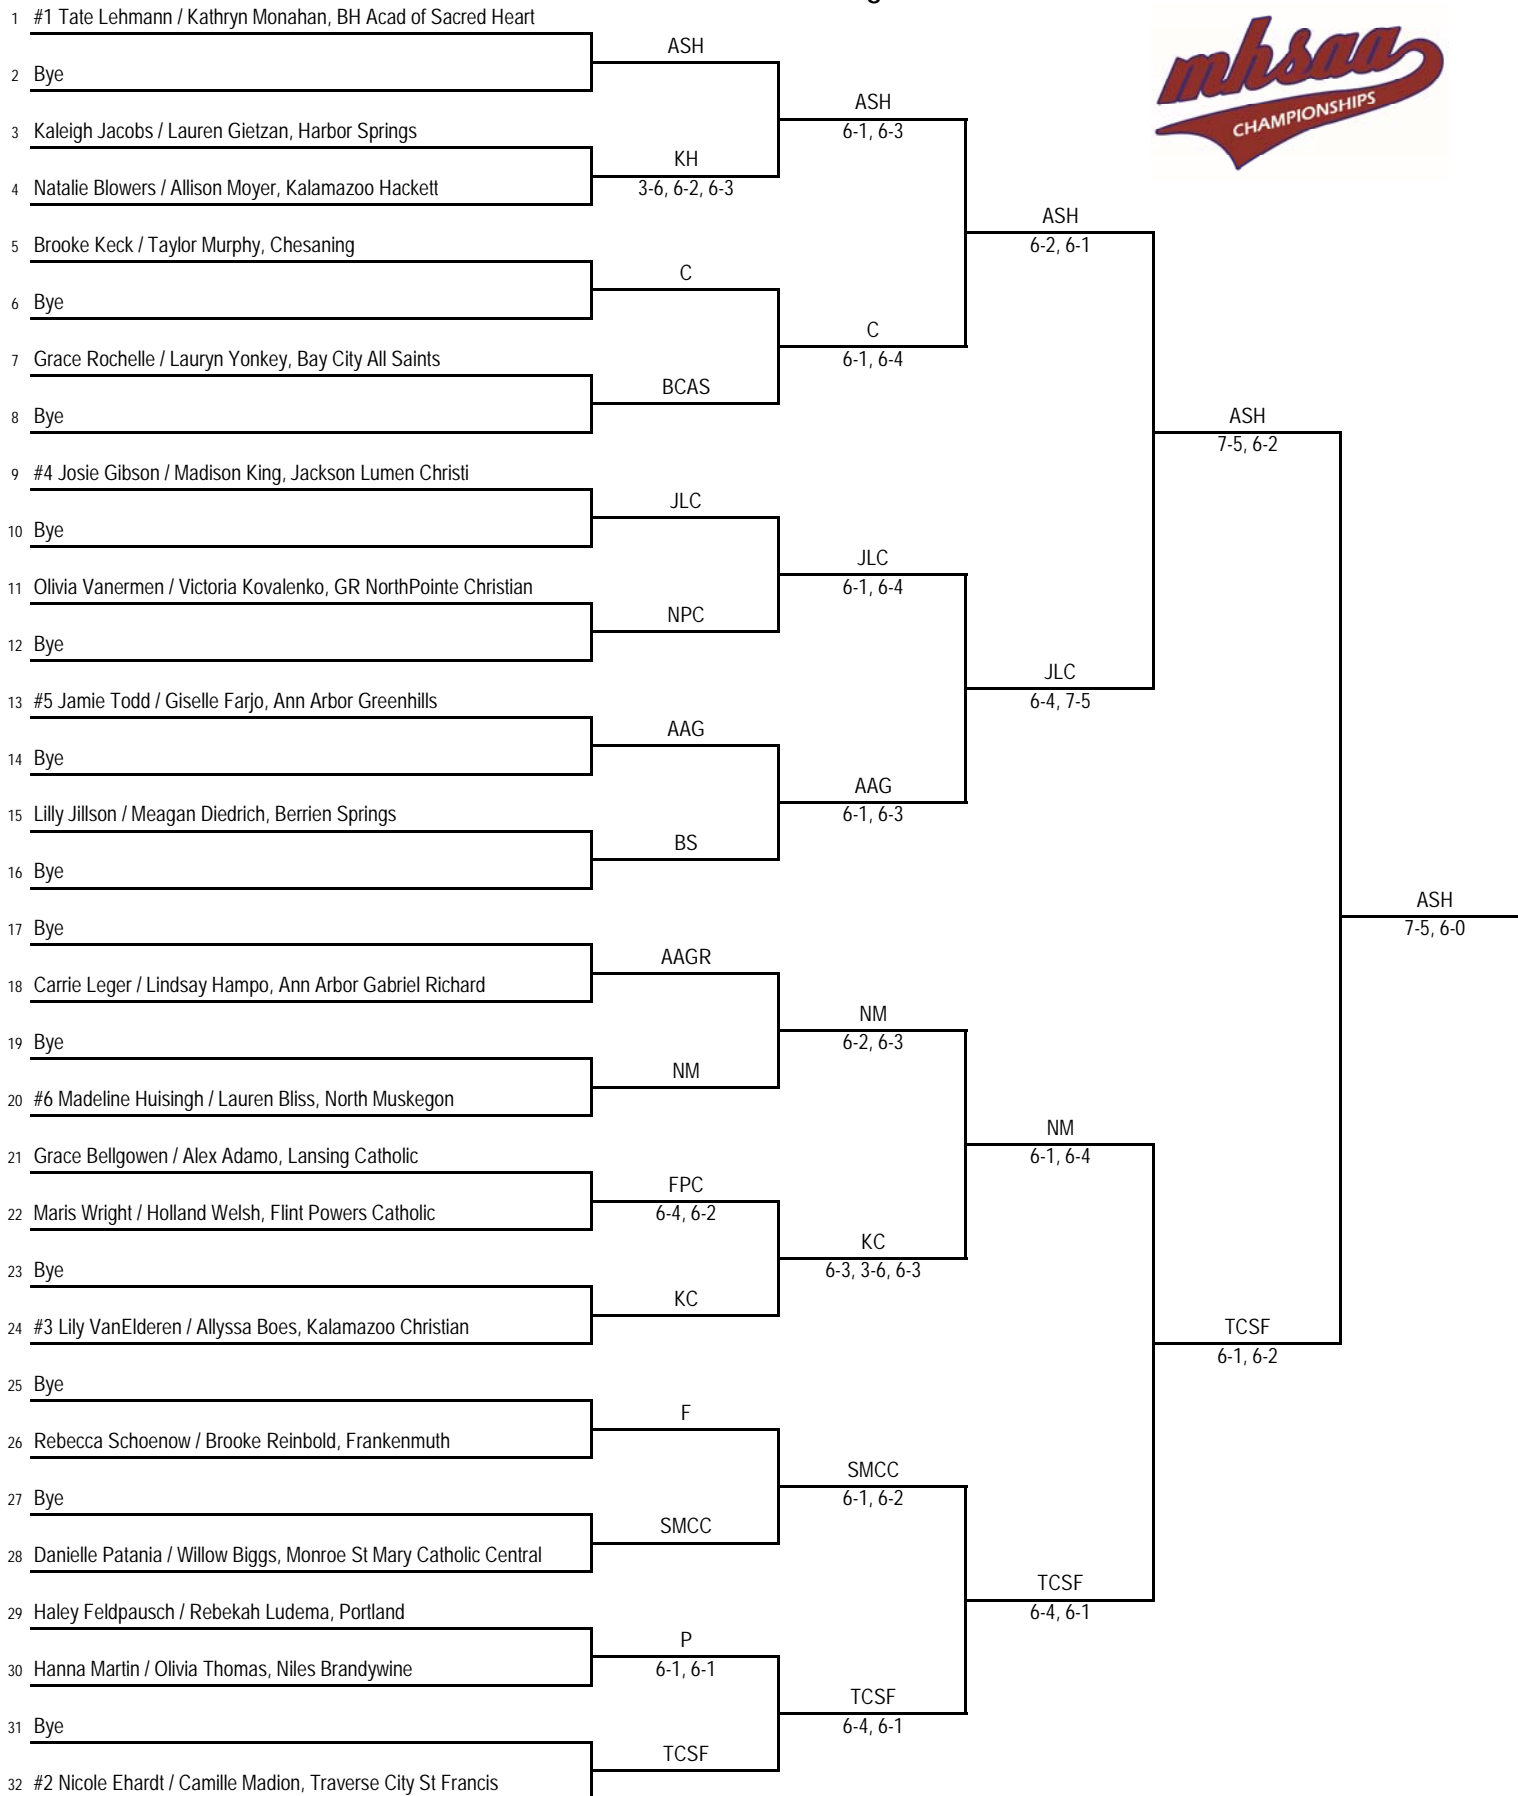 1 #1 Tate Lehmann / Kathryn Monahan, BH Acad of Sacred Heart
2 Bye
3 Kaleigh Jacobs / Lauren Gietzan, Harbor Springs
4 Natalie Blowers / Allison Moyer, Kalamazoo Hackett
5 Brooke Keck / Taylor Murphy, Chesaning
6 Bye
7 Grace Rochelle / Lauryn Yonkey, Bay City All Saints
8 Bye
9 #4 Josie Gibson / Madison King, Jackson Lumen Christi
10 Bye
11 Olivia Vanermen / Victoria Kovalenko, GR NorthPointe Christian
12 Bye
13 #5 Jamie Todd / Giselle Farjo, Ann Arbor Greenhills
14 Bye
15 Lilly Jillson / Meagan Diedrich, Berrien Springs
16 Bye
17 Bye
18 Carrie Leger / Lindsay Hampo, Ann Arbor Gabriel Richard
19 Bye
20 #6 Madeline Huisingh / Lauren Bliss, North Muskegon
21 Grace Bellgowen / Alex Adamo, Lansing Catholic
22 Maris Wright / Holland Welsh, Flint Powers Catholic
23 Bye
24 #3 Lily VanElderen / Allyssa Boes, Kalamazoo Christian
25 Bye
26 Rebecca Schoenow / Brooke Reinbold, Frankenmuth
27 Bye
28 Danielle Patania / Willow Biggs, Monroe St Mary Catholic Central
29 Haley Feldpausch / Rebekah Ludema, Portland
30 Hanna Martin / Olivia Thomas, Niles Brandywine
31 Bye
32 #2 Nicole Ehardt / Camille Madion, Traverse City St Francis
ASH
KH
3-6, 6-2, 6-3
C
BCAS
JLC
NPC
AAG
BS
AAGR
NM
FPC
6-4, 6-2
KC
F
SMCC
P
6-1, 6-1
TCSF
ASH
6-1, 6-3
C
6-1, 6-4
JLC
6-1, 6-4
AAG
6-1, 6-3
NM
6-2, 6-3
KC
6-3, 3-6, 6-3
SMCC
6-1, 6-2
TCSF
6-4, 6-1
ASH
6-2, 6-1
JLC
6-4, 7-5
NM
6-1, 6-4
TCSF
6-4, 6-1
ASH
7-5, 6-2
TCSF
6-1, 6-2
ASH
7-5, 6-0
mhsaa
CHAMPIONSHIPS